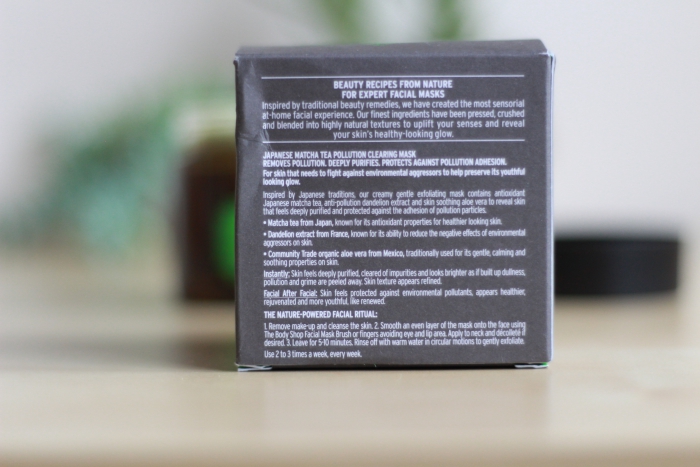 BEAUTY RECIPES FROM NATURE
FOR EXPERT FACIAL MASKS
Inspired by traditional beauty remedies, we have created the most sensorial
at-home facial experience. Our finest ingredients have been pressed, crushed
and blended into highly natural textures to uplift your senses and reveal
your skin's healthy-looking glow.
JAPANESE MATCHA TEA POLLUTION CLEARING MASK
REMOVES POLLUTION. DEEPLY PURIFIES. PROTECTS AGAINST POLLUTION ADHESION.
For skin that needs to fight against environmental aggressors to help preserve its youthful
looking glow.
Inspired by Japanese traditions, our creamy gentle exfoliating mask contains antioxidant
Japanese matcha tea, anti-pollution dandelion extract and skin soothing aloe vera to reveal skin
that feels deeply purified and protected against the adhesion of pollution particles.
• Matcha tea from Japan, known for its antioxidant properties for healthier looking skin.
• Dandelion extract from France, known for its ability to reduce the negative effects of environmental
aggressors on skin.
• Community Trade organic aloe vera from Mexico, traditionally used for its gentle, calming and
soothing properties on skin.
Instantly: Skin feels deeply purified, cleared of impurities and looks brighter as if built up dullness,
pollution and grime are peeled away. Skin texture appears refined.
Facial After Facial: Skin feels protected against environmental pollutants, appears healthier,
rejuvenated and more youthful, like renewed.
THE NATURE-POWERED FACIAL RITUAL:
1. Remove make-up and cleanse the skin. 2. Smooth an even layer of the mask onto the face using
The Body Shop Facial Mask Brush or fingers avoiding eye and lip area. Apply to neck and décolleté if
desired. 3. Leave for 5-10 minutes. Rinse off with warm water in circular motions to gently exfoliate.
Use 2 to 3 times a week, every week.